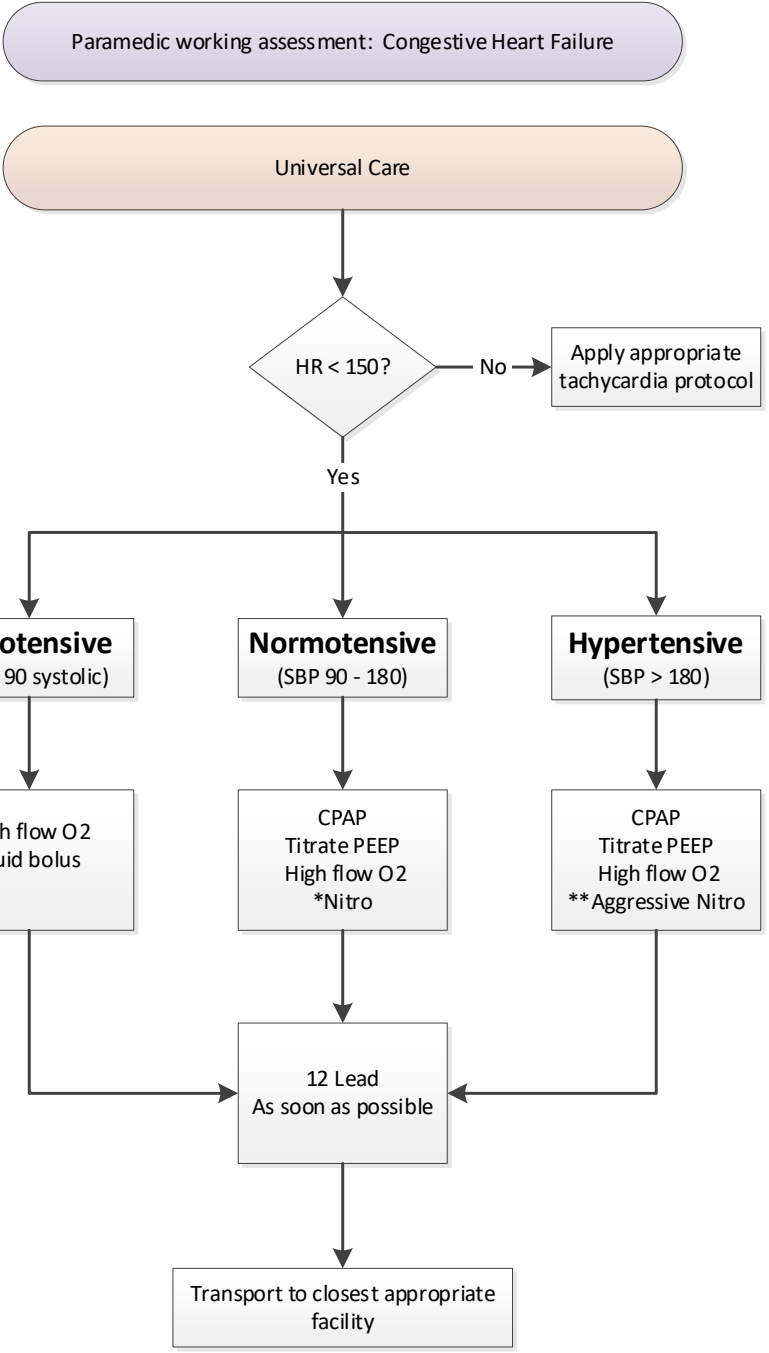 Paramedic working assessment: Congestive Heart Failure
Universal Care
HR < 150?
No
Apply appropriate
tachycardia protocol
Yes
90 systolic)
Normotensive
(SBP 90 - 180)
Hypertensive
(SBP > 180)
flow O2
bolus
CPAP
Titrate PEEP
High flow O2
*Nitro
CPAP
Titrate PEEP
High flow O2
**Aggressive Nitro
12 Lead
As soon as possible
Transport to closest appropriate
facility